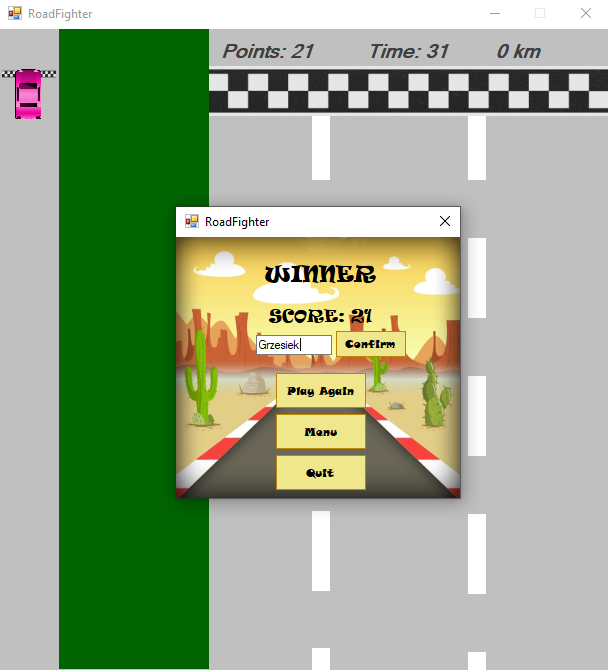 RoadFighter
Points: 21 Time: 31 0 km
RoadFighter
WINNER
SCORE: 21
Grzesiek Confirm
Play Again
Menu
Quit